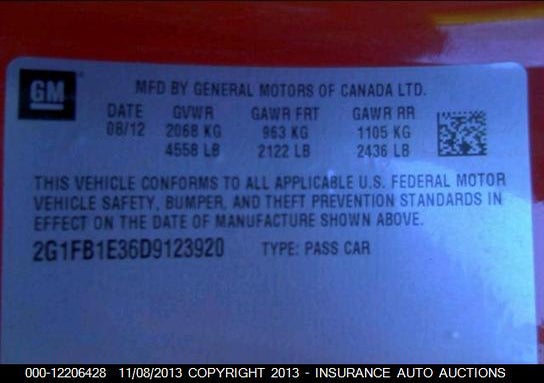 GM
MFD BY GENERAL MOTORS OF CANADA LTD.
DATE GVWR GAWR FRT GAWR RR
08/12 2068 KG 963 KG 1105 KG
4558 LB 2122 LB 2436 LB
THIS VEHICLE CONFORMS TO ALL APPLICABLE U.S. FEDERAL MOTOR
VEHICLE SAFETY, BUMPER, AND THEFT PREVENTION STANDARDS IN
EFFECT ON THE DATE OF MANUFACTURE SHOWN ABOVE.
2G1FB1E36D9123920 TYPE: PASS CAR
000-12206428 11/08/2013 COPYRIGHT 2013 - INSURANCE AUTO AUCTIONS